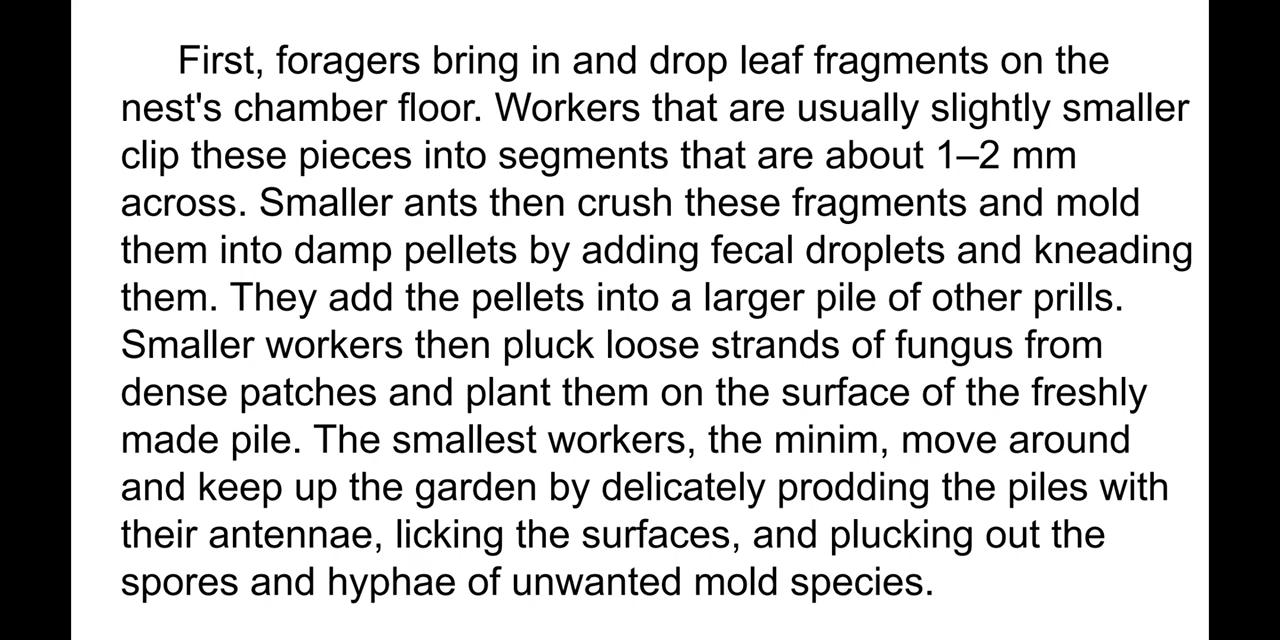 First, foragers bring in and drop leaf fragments on the
nest's chamber floor. Workers that are usually slightly smaller
clip these pieces into segments that are about 1–2 mm
across. Smaller ants then crush these fragments and mold
them into damp pellets by adding fecal droplets and kneading
them. They add the pellets into a larger pile of other prills.
Smaller workers then pluck loose strands of fungus from
dense patches and plant them on the surface of the freshly
made pile. The smallest workers, the minim, move around
and keep up the garden by delicately prodding the piles with
their antennae, licking the surfaces, and plucking out the
spores and hyphae of unwanted mold species.